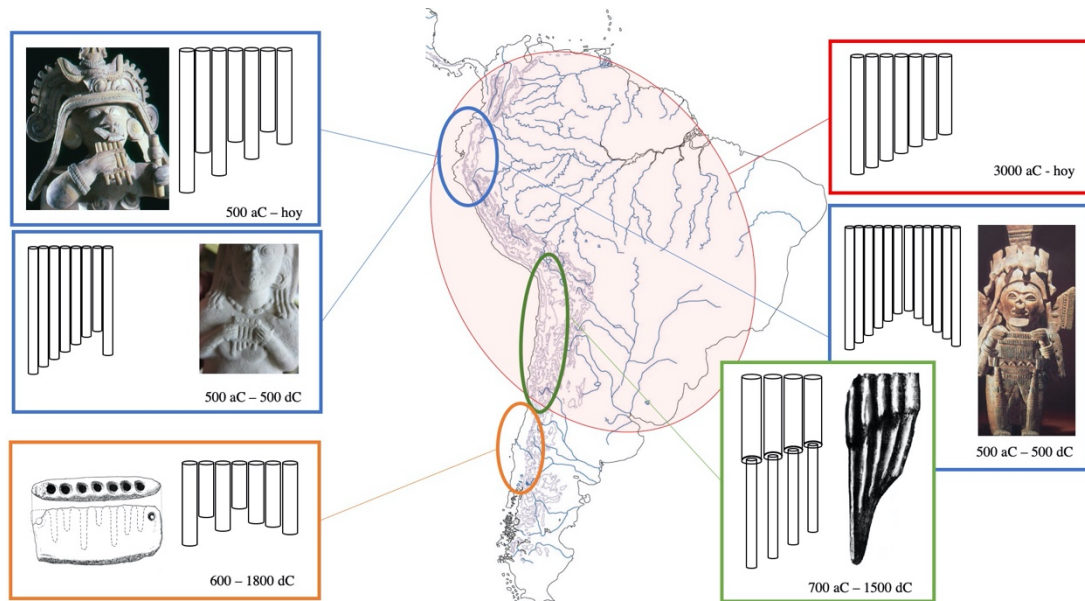 500 aC – hoy
3000 aC - hoy
500 aC – 500 dC
500 aC – 500 dC
600 – 1800 dC
700 aC – 1500 dC